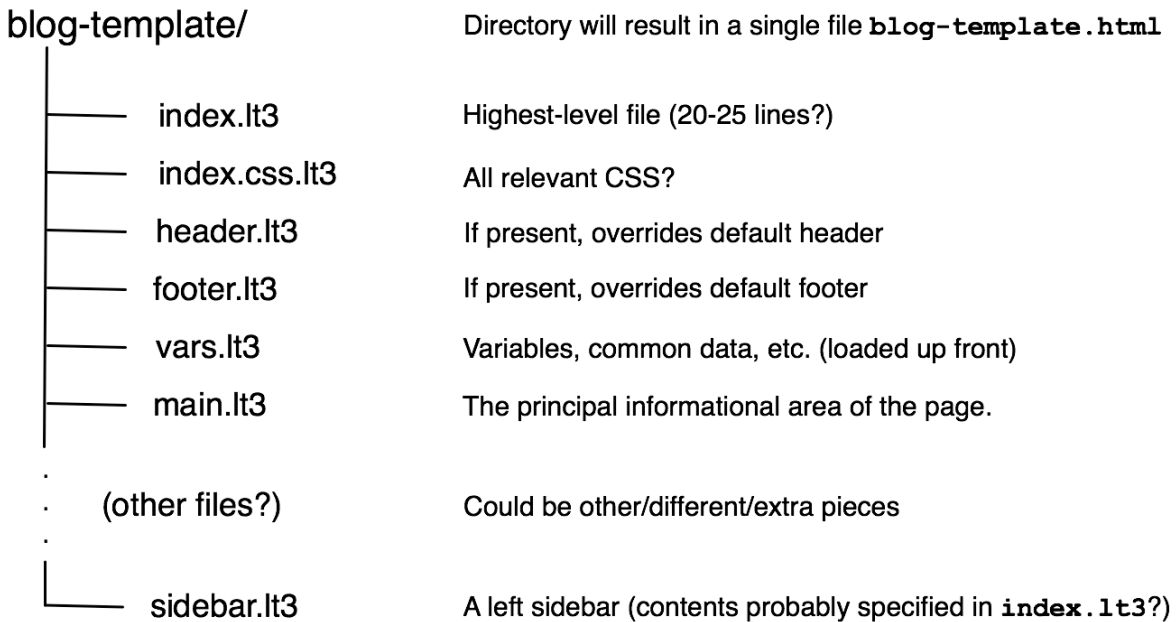 blog-template/ Directory will result in a single file blog-template.html
index.lt3 Highest-level file (20-25 lines?)
index.css.lt3 All relevant CSS?
header.lt3 If present, overrides default header
footer.lt3 If present, overrides default footer
vars.lt3 Variables, common data, etc. (loaded up front)
main.lt3 The principal informational area of the page.
(other files?) Could be other/different/extra pieces
sidebar.lt3 A left sidebar (contents probably specified in index.lt3?)